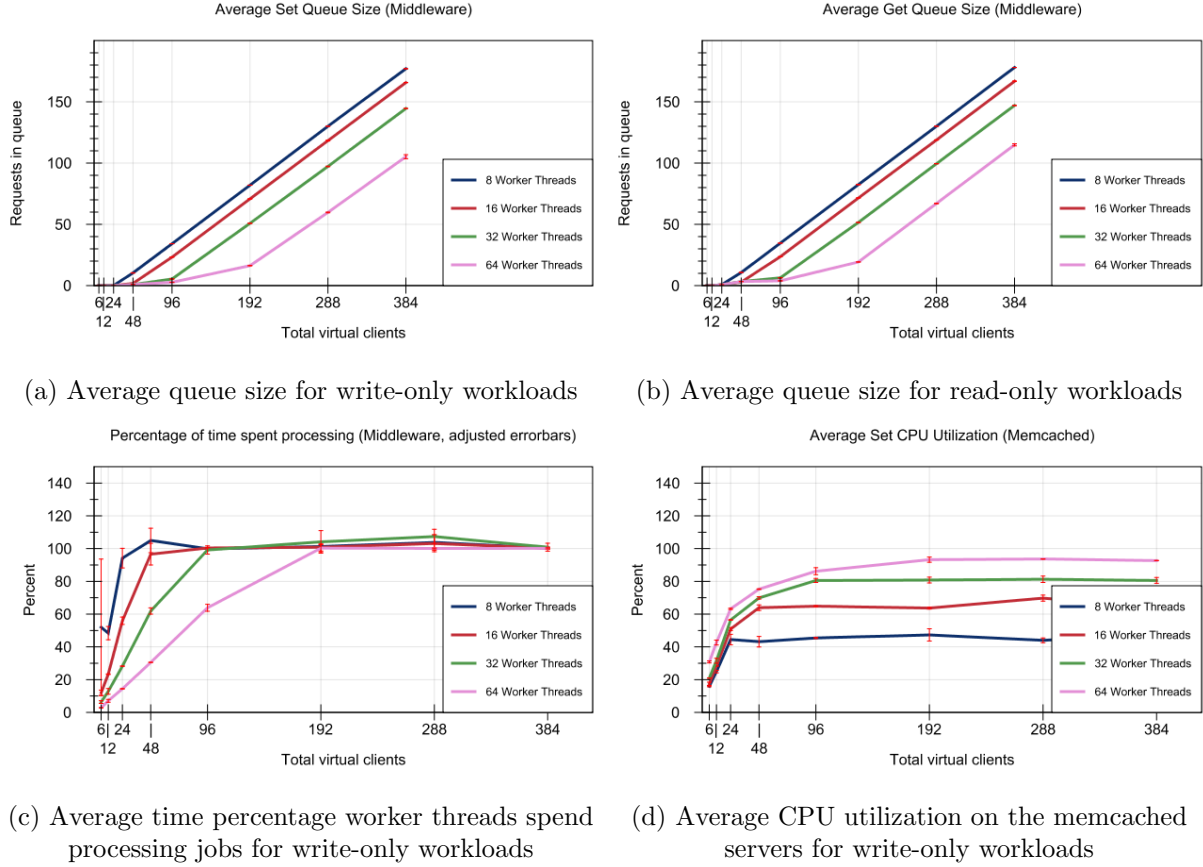 Average Set Queue Size (Middleware)
Requests in queue
150
100
50
0
6 24 96 192 288 384
12 48
Total virtual clients
8 Worker Threads
16 Worker Threads
32 Worker Threads
64 Worker Threads
(a) Average queue size for write-only workloads
Average Get Queue Size (Middleware)
Requests in queue
150
100
50
0
6 24 96 192 288 384
12 48
Total virtual clients
8 Worker Threads
16 Worker Threads
32 Worker Threads
64 Worker Threads
(b) Average queue size for read-only workloads
Percentage of time spent processing (Middleware, adjusted errorbars)
Percent
140
120
100
80
60
40
20
0
6 24 96 192 288 384
12 48
Total virtual clients
8 Worker Threads
16 Worker Threads
32 Worker Threads
64 Worker Threads
(c) Average time percentage worker threads spend
processing jobs for write-only workloads
Average Set CPU Utilization (Memcached)
Percent
140
120
100
80
60
40
20
0
6 24 96 192 288 384
12 48
Total virtual clients
8 Worker Threads
16 Worker Threads
32 Worker Threads
64 Worker Threads
(d) Average CPU utilization on the memcached
servers for write-only workloads